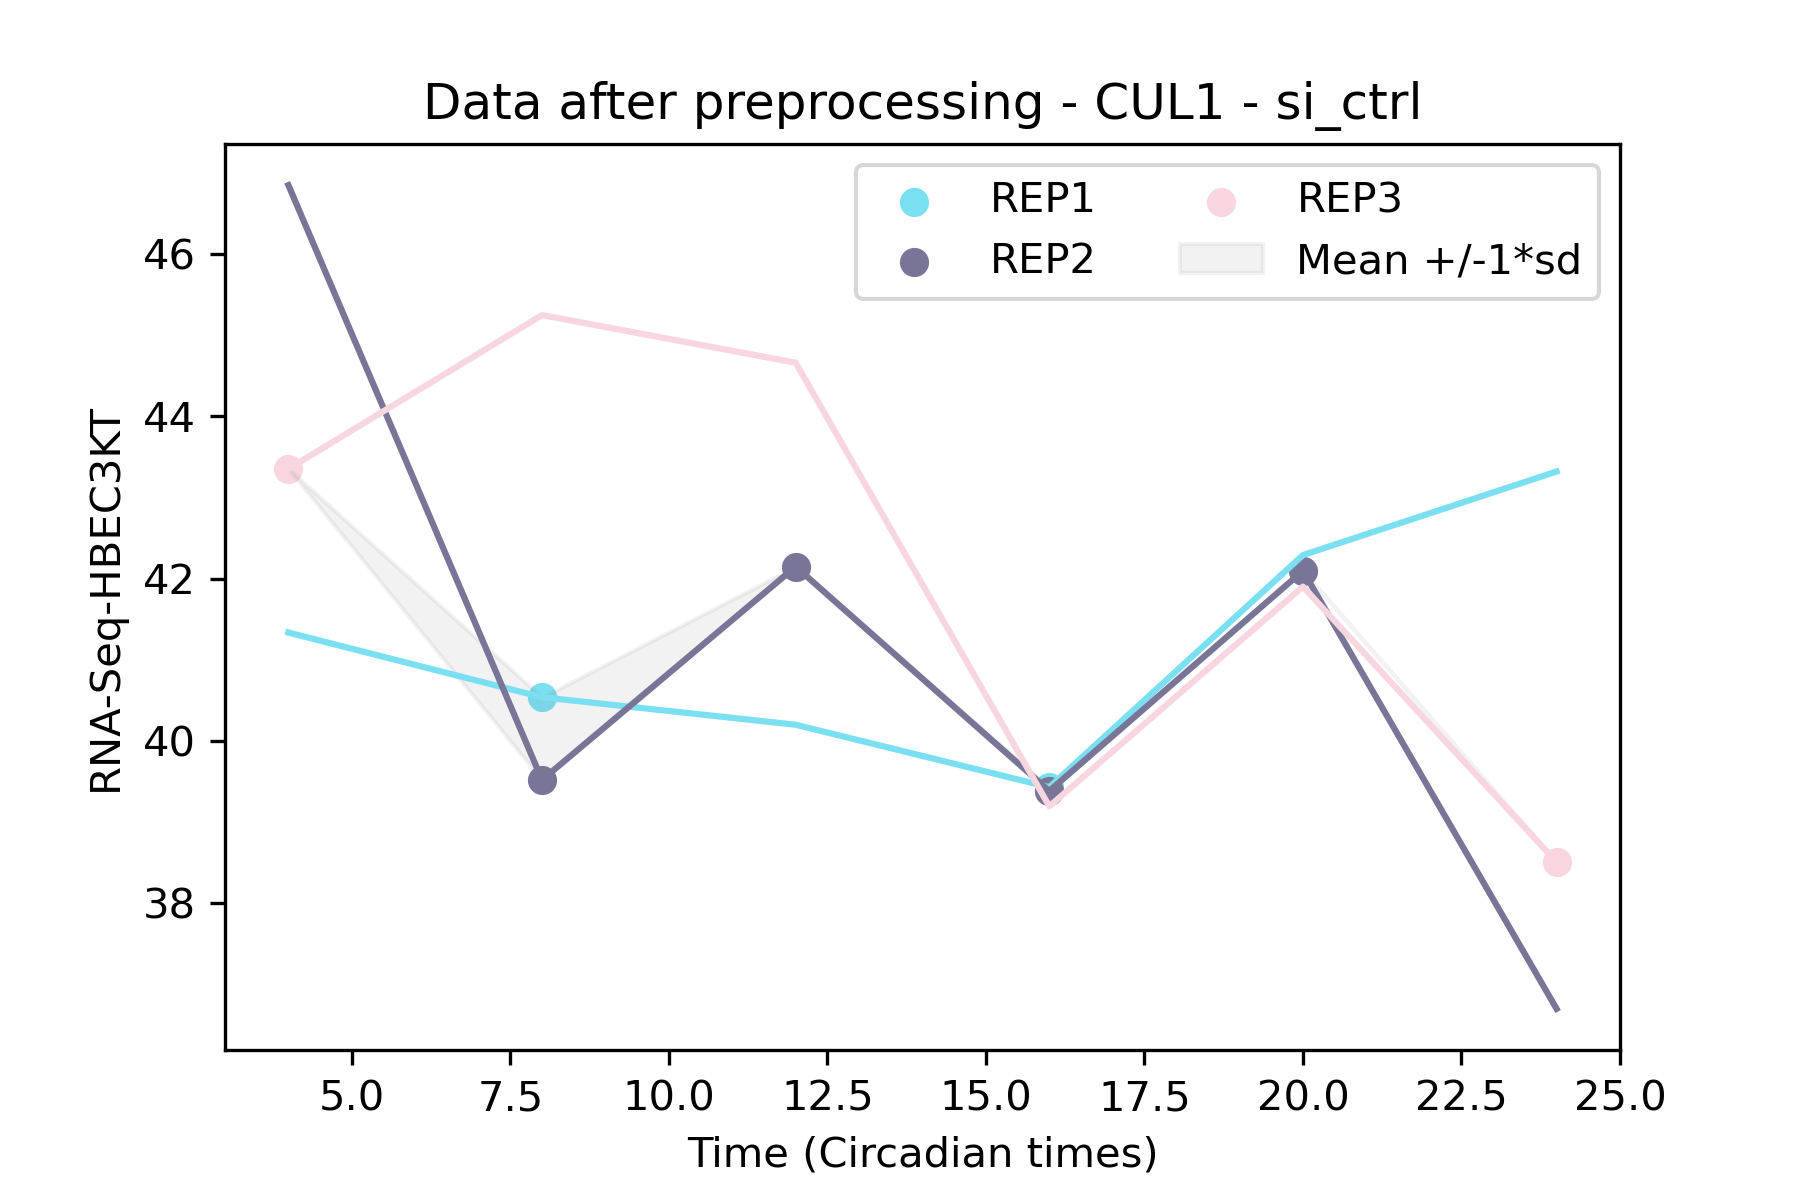 Data after preprocessing - CUL1 - si_ctrl
REP1
REP2
REP3
Mean +/-1*sd
RNA-Seq-HBEC3KT
46
44
42
40
38
5.0 7.5 10.0 12.5 15.0 17.5 20.0 22.5 25.0
Time (Circadian times)